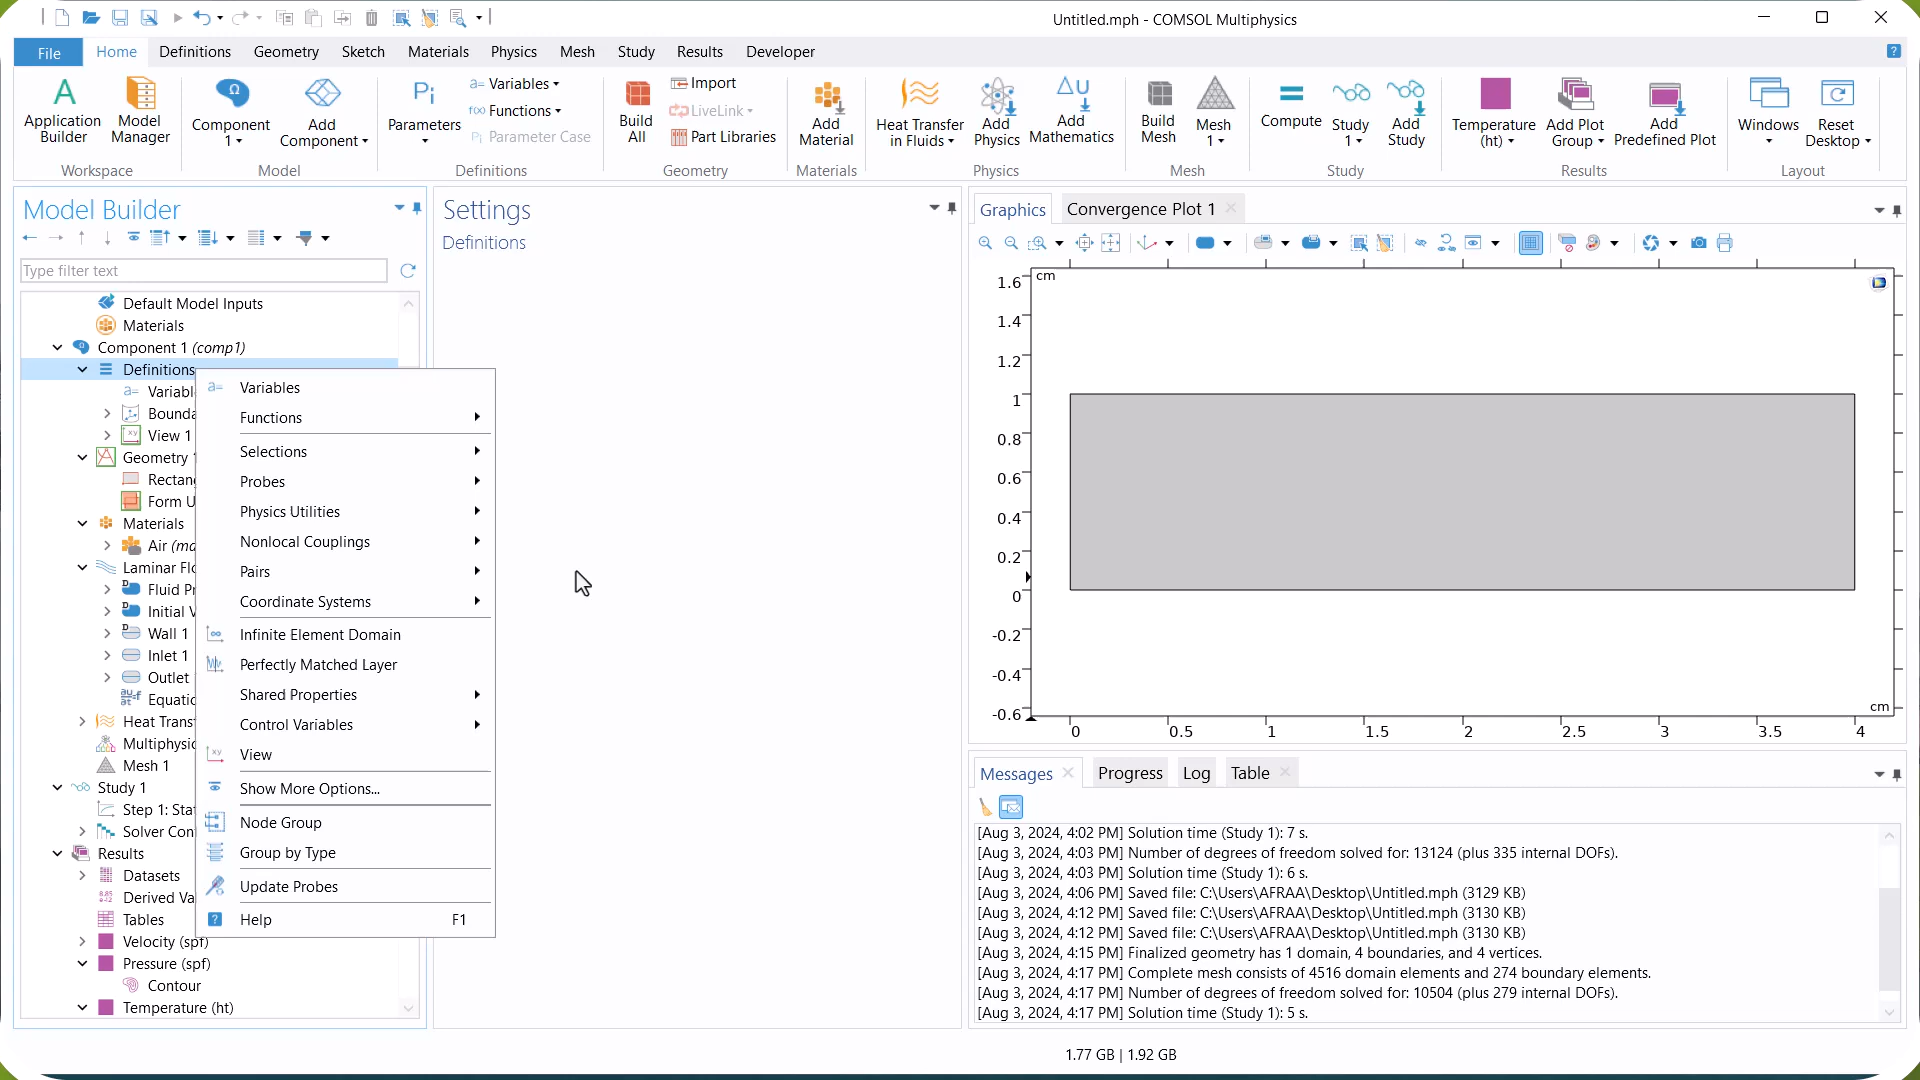 Untitled.mph - COMSOL Multiphysics
File Home Definitions Geometry Sketch Materials Physics Mesh Study Results Developer
Application Builder
Model Manager
Workspace
Component 1
Add Component
Model
Parameters
a= Variables
f(x) Functions
Pi Parameter Case
Definitions
Build All
Import
LiveLink
Part Libraries
Geometry
Add Material
Materials
Heat Transfer in Fluids
Add Physics
Add Mathematics
Physics
Build Mesh
Mesh 1
Mesh
Compute
Study 1
Add Study
Study
Temperature (ht)
Add Plot Group
Add Predefined Plot
Results
Windows
Reset Desktop
Layout
Model Builder
Type filter text
Default Model Inputs
Materials
Component 1 (comp1)
Definitions
a= Variabl
Bounda
View 1
Geometry 1
Rectang
Form U
Materials
Air (ma
Laminar Flo
Fluid Pr
Initial V
Wall 1
Inlet 1
Outlet
Equatio
Heat Transf
Multiphysic
Mesh 1
Study 1
Step 1: Stat
Solver Con
Results
Datasets
Derived Va
Tables
Velocity (spf)
Pressure (spf)
Contour
Temperature (ht)
a= Variables
Functions
Selections
Probes
Physics Utilities
Nonlocal Couplings
Pairs
Coordinate Systems
Infinite Element Domain
Perfectly Matched Layer
Shared Properties
Control Variables
View
Show More Options...
Node Group
Group by Type
Update Probes
Help F1
Settings
Definitions
Graphics Convergence Plot 1
cm
1.6
1.4
1.2
1
0.8
0.6
0.4
0.2
0
-0.2
-0.4
-0.6
cm
0 0.5 1 1.5 2 2.5 3 3.5 4
Messages Progress Log Table
[Aug 3, 2024, 4:02 PM] Solution time (Study 1): 7 s.
[Aug 3, 2024, 4:03 PM] Number of degrees of freedom solved for: 13124 (plus 335 internal DOFs).
[Aug 3, 2024, 4:03 PM] Solution time (Study 1): 6 s.
[Aug 3, 2024, 4:06 PM] Saved file: C:\Users\AFRAA\Desktop\Untitled.mph (3129 KB)
[Aug 3, 2024, 4:12 PM] Saved file: C:\Users\AFRAA\Desktop\Untitled.mph (3130 KB)
[Aug 3, 2024, 4:12 PM] Saved file: C:\Users\AFRAA\Desktop\Untitled.mph (3130 KB)
[Aug 3, 2024, 4:15 PM] Finalized geometry has 1 domain, 4 boundaries, and 4 vertices.
[Aug 3, 2024, 4:17 PM] Complete mesh consists of 4516 domain elements and 274 boundary elements.
[Aug 3, 2024, 4:17 PM] Number of degrees of freedom solved for: 10504 (plus 279 internal DOFs).
[Aug 3, 2024, 4:17 PM] Solution time (Study 1): 5 s.
1.77 GB | 1.92 GB